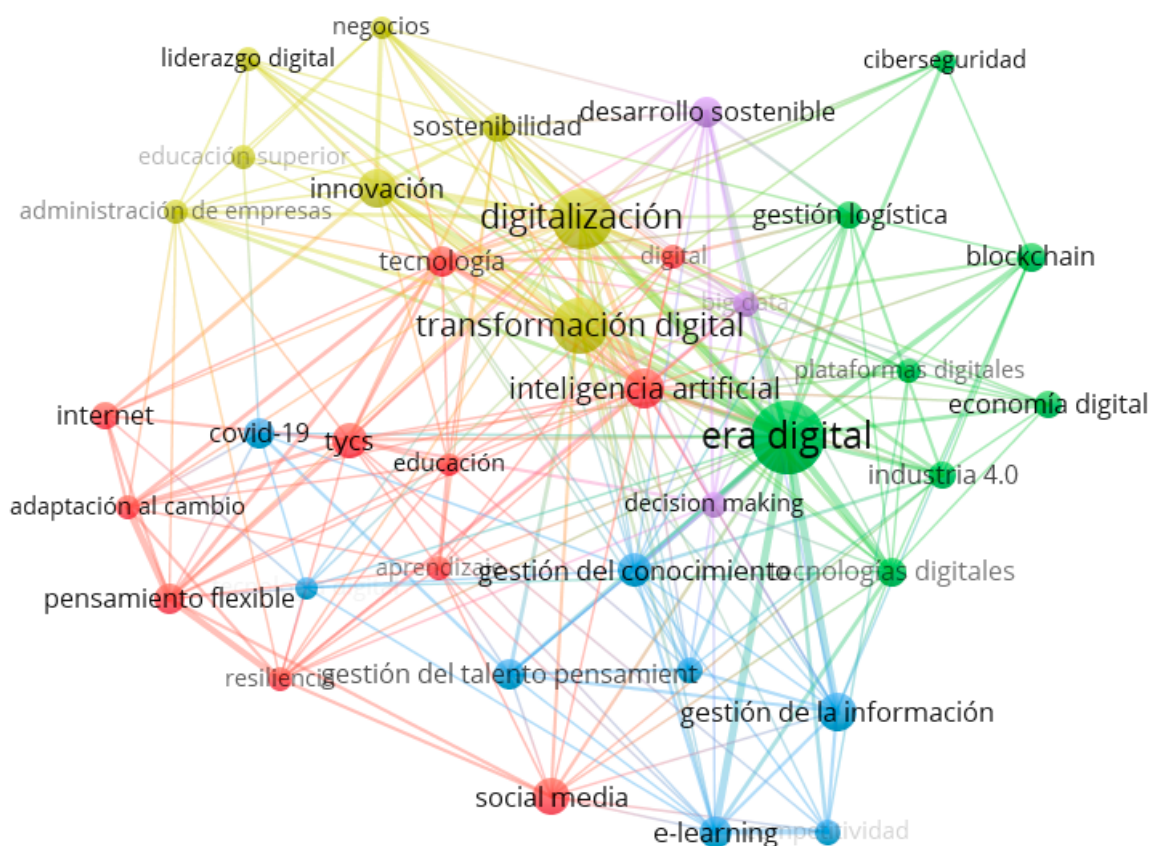 negocios
liderazgo digital
ciberseguridad
desarrollo sostenible
sostenibilidad
educación superior
innovación
administración de empresas
digitalización
gestión logística
tecnología
digital
blockchain
big data
transformación digital
plataformas digitales
inteligencia artificial
economía digital
internet
covid-19
tycs
era digital
educación
industria 4.0
adaptación al cambio
decision making
aprendizaje
gestión del conocimiento
tecnologías digitales
pensamiento flexible
resiliencia
gestión del talento
pensamient
gestión de la información
social media
e-learning